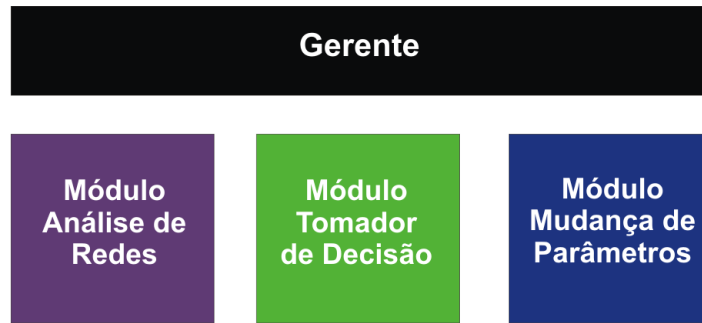 Gerente
Módulo
Análise de
Redes
Módulo
Tomador
de Decisão
Módulo
Mudança de
Parâmetros